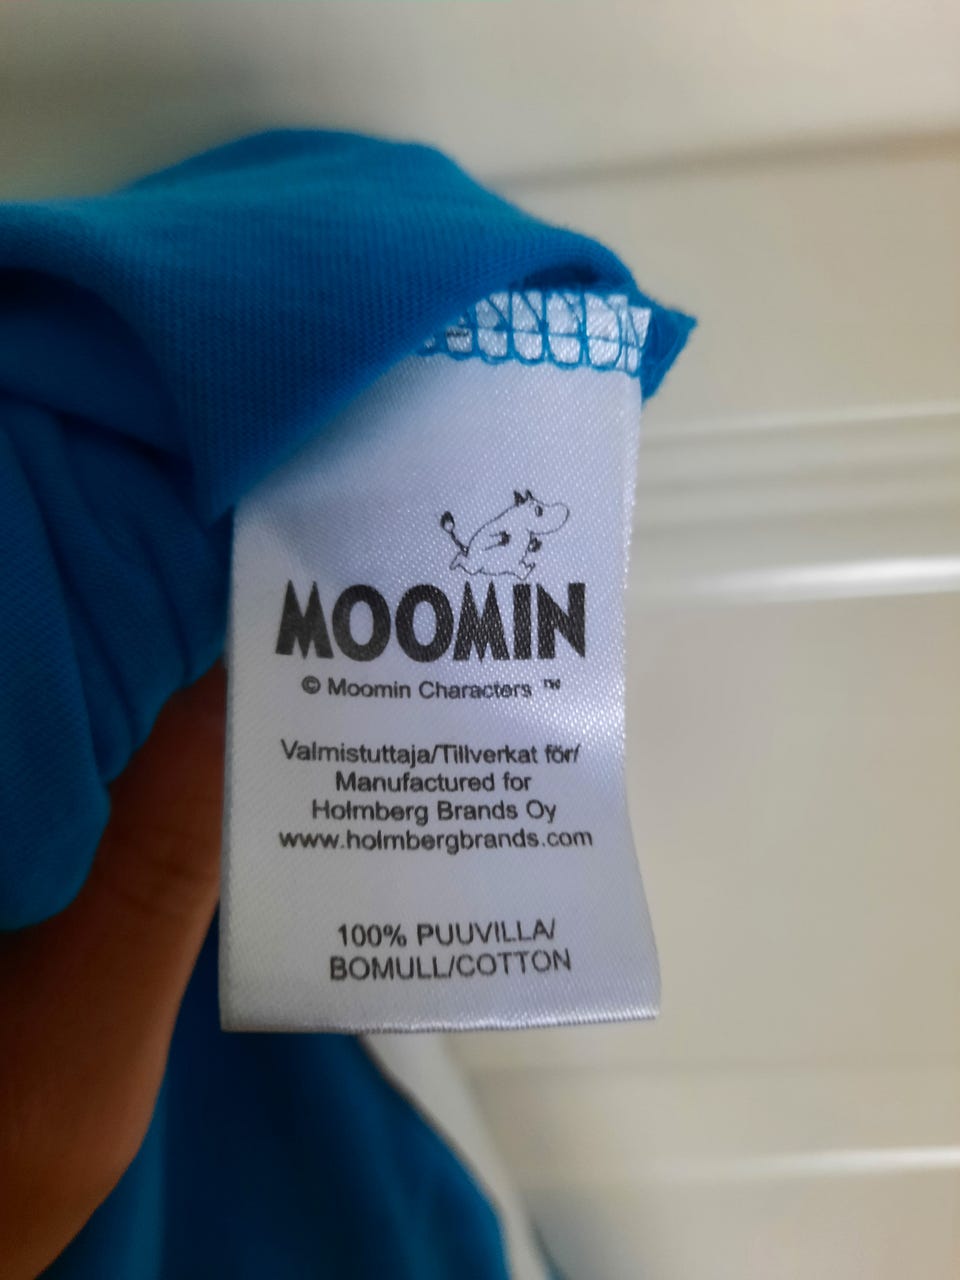 MOOMIN
© Moomin Characters ™
Valmistuttaja/Tillverkat för/
Manufactured for
Holmberg Brands Oy
www.holmbergbrands.com
100% PUUVILLA/
BOMULL/COTTON